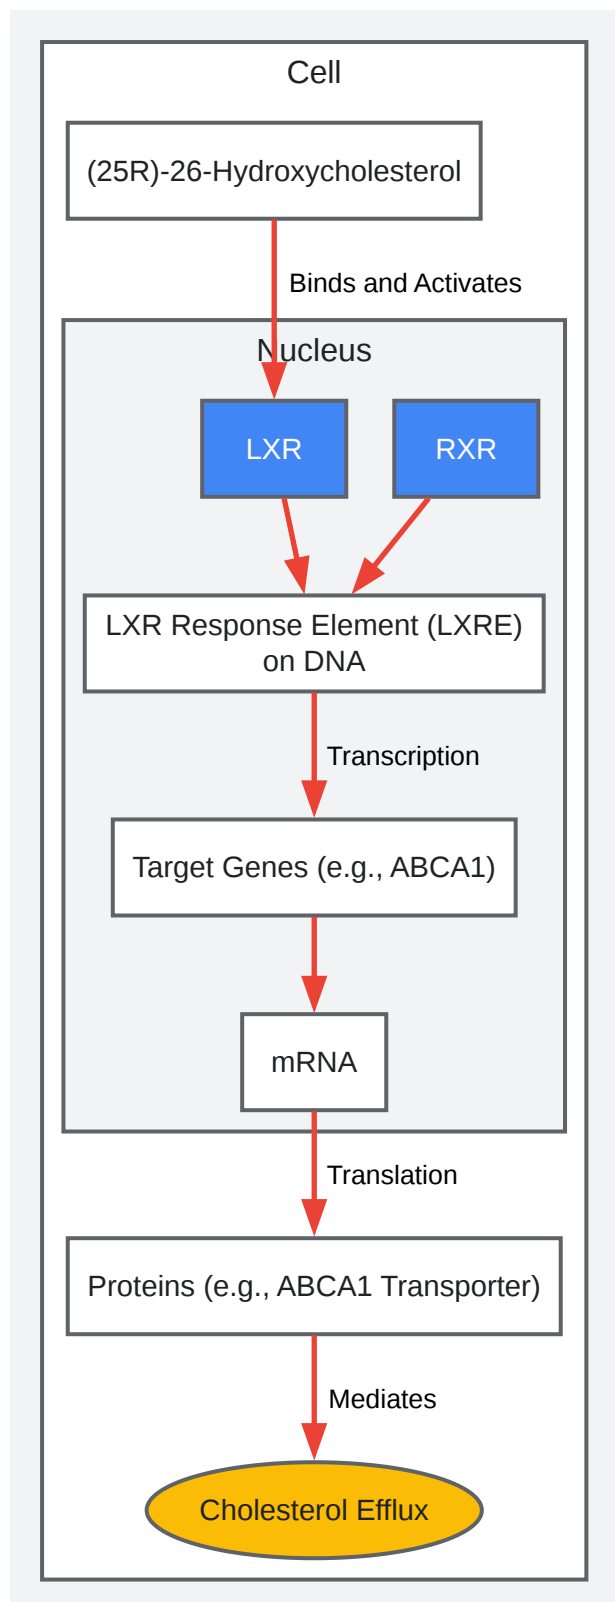 Cell
(25R)-26-Hydroxycholesterol
Binds and Activates
Nucleus
LXR
RXR
LXR Response Element (LXRE)
on DNA
Transcription
Target Genes (e.g., ABCA1)
mRNA
Translation
Proteins (e.g., ABCA1 Transporter)
Mediates
Cholesterol Efflux